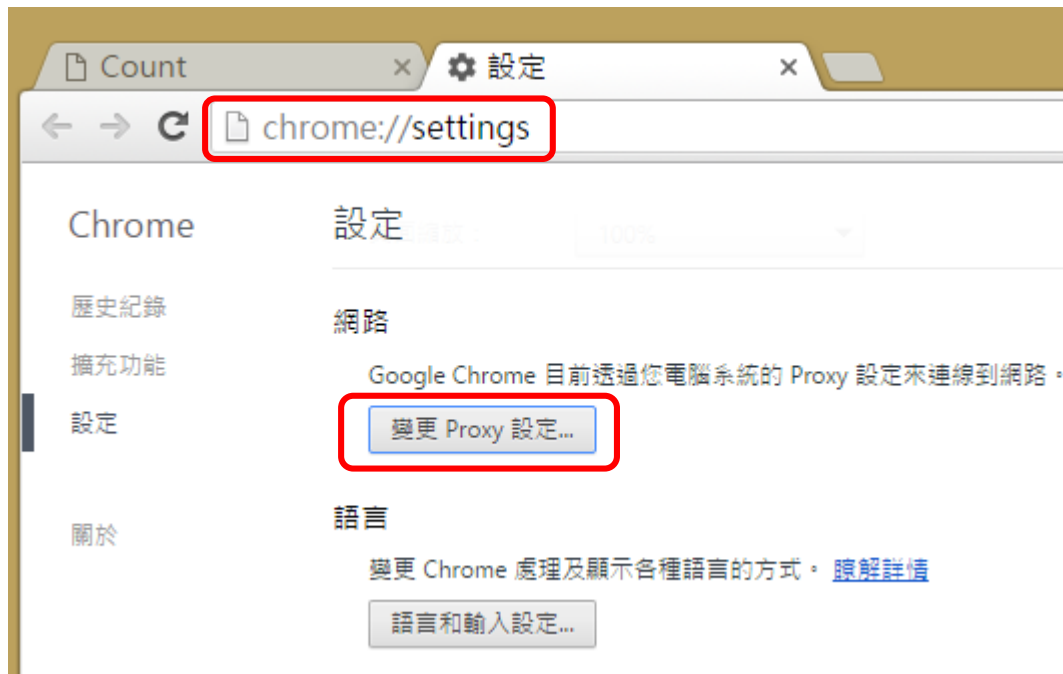 Count
設定
chrome://settings
Chrome
設定
100%
歷史紀錄
網路
擴充功能
Google Chrome 目前透過您電腦系統的 Proxy 設定來連線到網路。
設定
變更 Proxy 設定...
語言
關於
變更 Chrome 處理及顯示各種語言的方式。 瞭解詳情
語言和輸入設定...